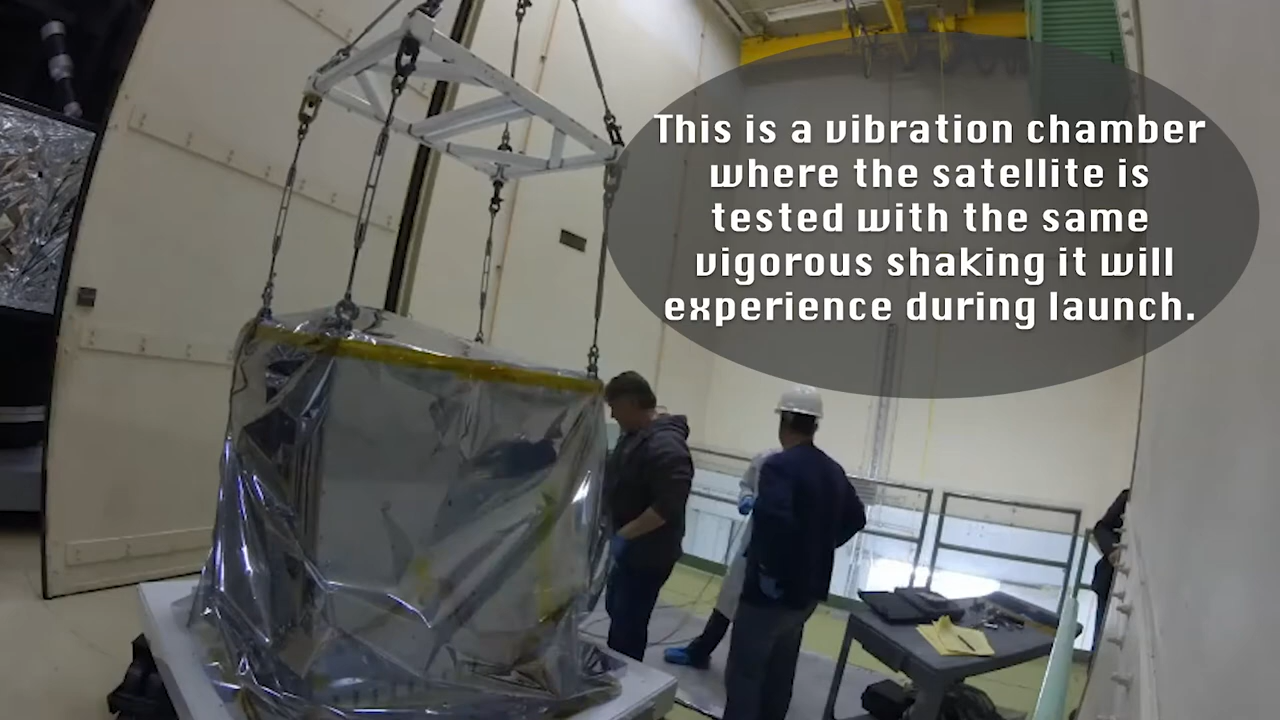 This is a vibration chamber
where the satellite is
tested with the same
vigorous shaking it will
experience during launch.